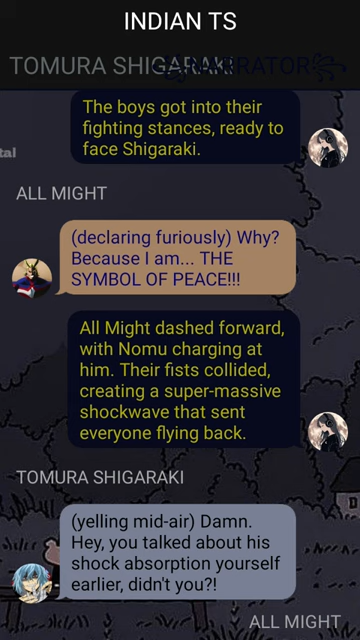 INDIAN TS
TOMURA SHIGARAKI
꧁NARRATOR꧂
The boys got into their
fighting stances, ready to
face Shigaraki.
tal
ALL MIGHT
(declaring furiously) Why?
Because I am... THE
SYMBOL OF PEACE!!!
All Might dashed forward,
with Nomu charging at
him. Their fists collided,
creating a super-massive
shockwave that sent
everyone flying back.
TOMURA SHIGARAKI
(yelling mid-air) Damn.
Hey, you talked about his
shock absorption yourself
earlier, didn't you?!
ALL MIGHT